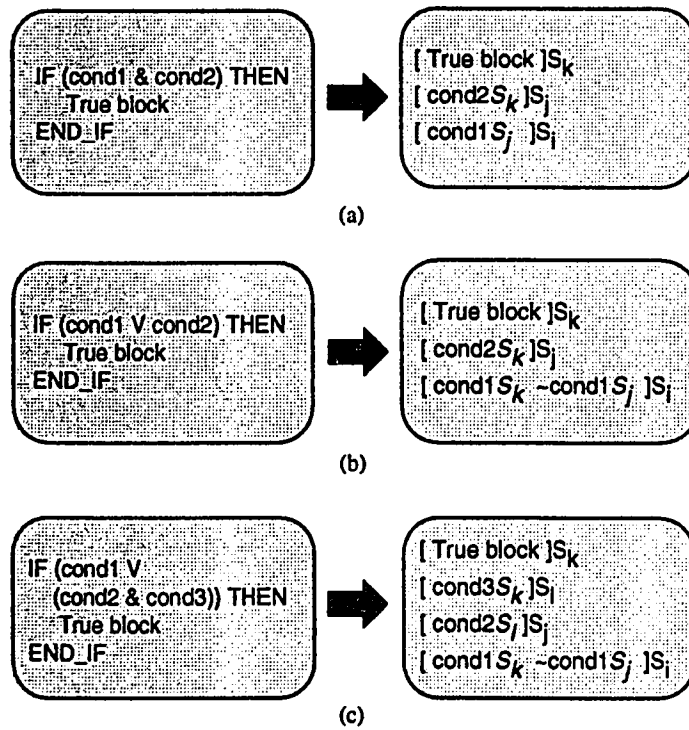 IF (cond1 & cond2) THEN
True block
END_IF
[ True block ]Sk
[ cond2Sk ]Sj
[ cond1Sj ]Si
(a)
IF (cond1 V cond2) THEN
True block
END_IF
[ True block ]Sk
[ cond2Sk ]Sj
[ cond1Sk ~cond1Sj ]Si
(b)
IF (cond1 V
(cond2 & cond3)) THEN
True block
END_IF
[ True block ]Sk
[ cond3Sk ]Sl
[ cond2Sl ]Sj
[ cond1Sk ~cond1Sj ]Si
(c)